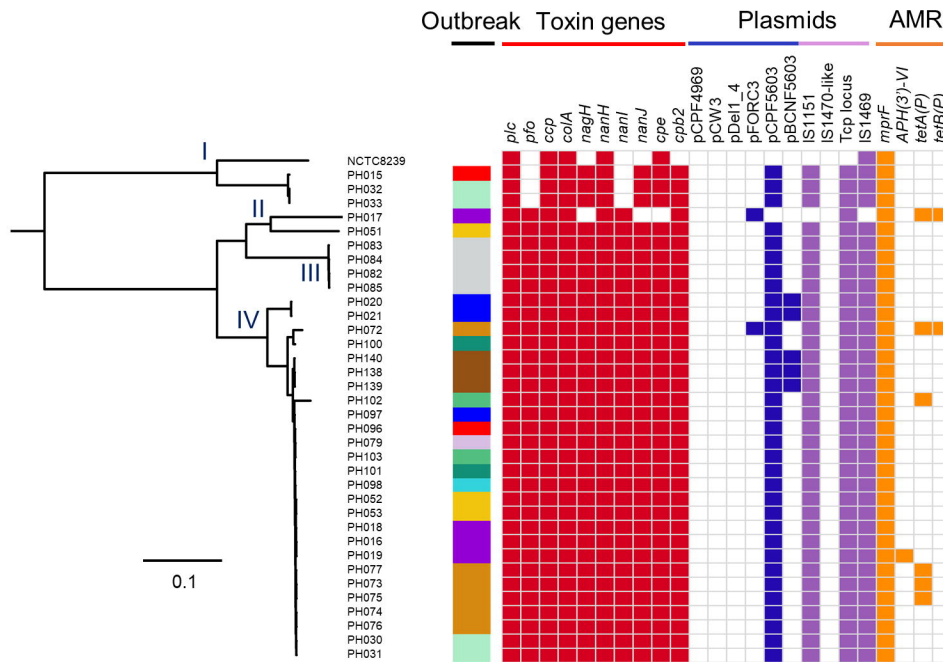 Outbreak Toxin genes Plasmids AMR
plc
pfo
ccp
colA
nagH
nanH
nanI
nanJ
cpe
cpb2
pCPF4969
pCW3
pDel1_4
pFORC3
pCPF5603
pBCNF5603
IS1151
IS1470-like
Tcp locus
IS1469
mprF
APH(3')-VI
tetA(P)
tetB(P)
I
II
III
IV
NCTC8239
PH015
PH032
PH033
PH017
PH051
PH083
PH084
PH082
PH085
PH020
PH021
PH072
PH100
PH140
PH138
PH139
PH102
PH097
PH096
PH079
PH103
PH101
PH098
PH052
PH053
PH018
PH016
PH019
PH077
PH073
PH075
PH074
PH076
PH030
PH031
0.1